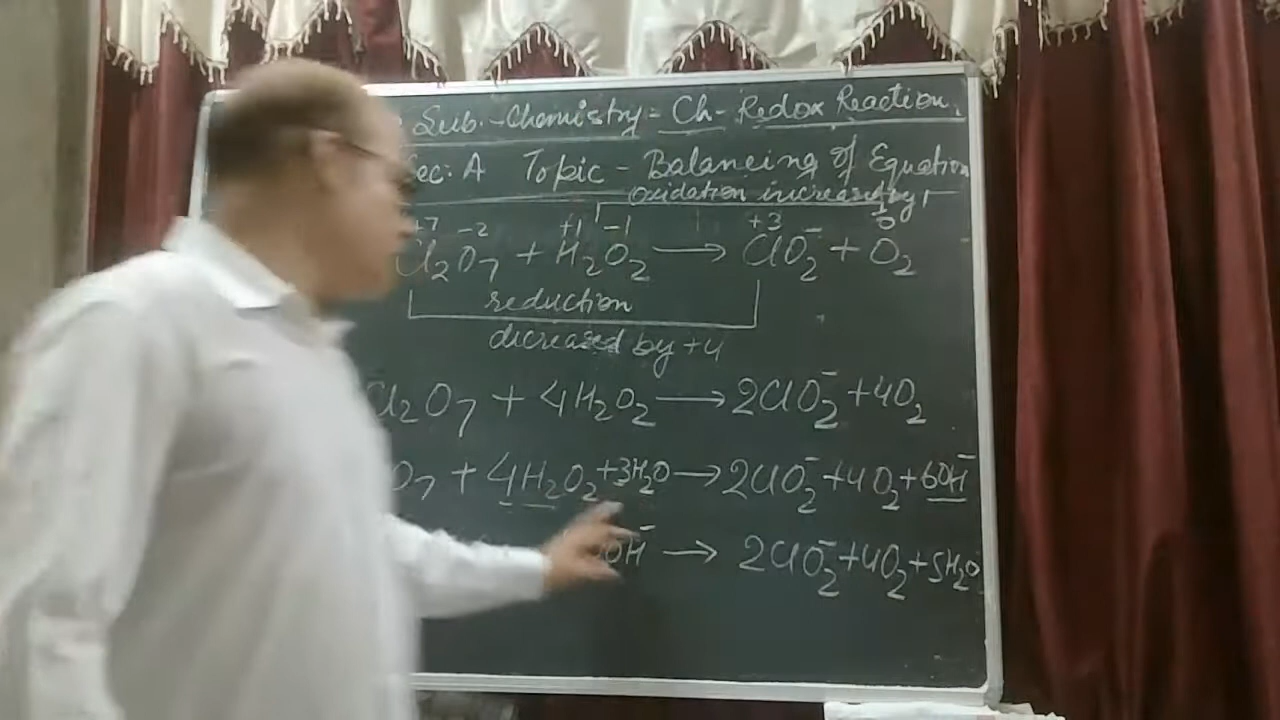 Sub.-Chemistry- Ch- Redox Reaction.
Sec: A Topic - Balancing of Equation
Oxidation increased by 1
+7 -2 +1 -1 +3 0
Cl2O7 + H2O2 → ClO2⁻ + O2
reduction
decreased by +4
Cl2O7 + 4H2O2 → 2ClO2⁻ + 4O2
O7 + 4H2O2 + 3H2O → 2ClO2⁻ + 4O2 + 6OH⁻
OH⁻ → 2ClO2⁻ + 4O2 + 5H2O